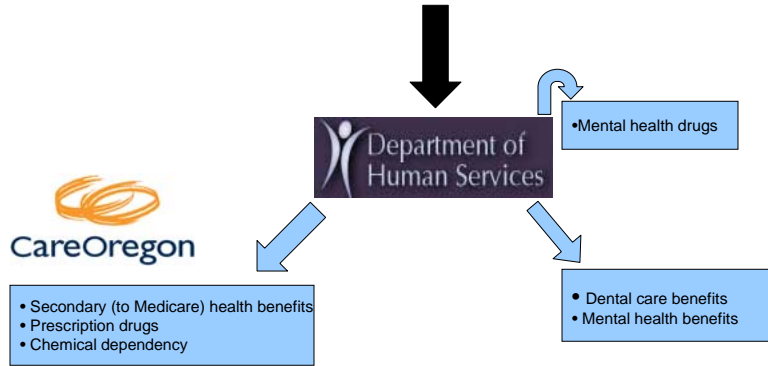 •Mental health drugs
Department of
Human Services
CareOregon
• Secondary (to Medicare) health benefits
• Prescription drugs
• Chemical dependency
• Dental care benefits
• Mental health benefits